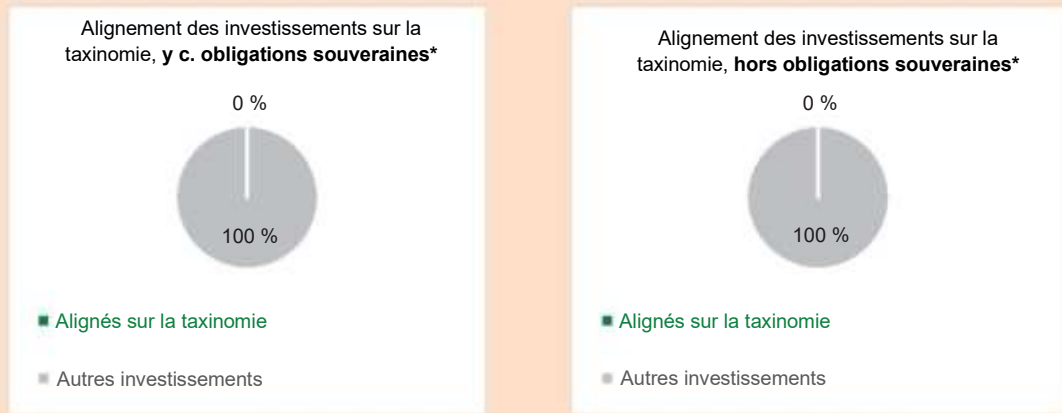 Alignement des investissements sur la
taxinomie, y c. obligations souveraines*
0 %
100 %
Alignés sur la taxinomie
Autres investissements
Alignement des investissements sur la
taxinomie, hors obligations souveraines*
0 %
100 %
Alignés sur la taxinomie
Autres investissements